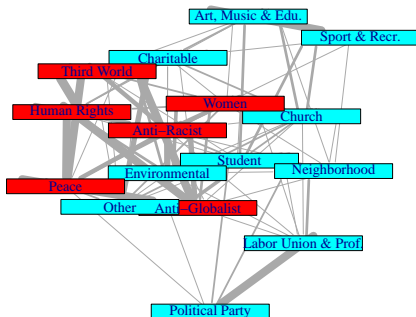 Art, Music & Edu.
Sport & Recr.
Charitable
Third World
Women
Human Rights
Church
Anti−Racist
Student
Environmental
Neighborhood
Peace
Other
Anti−Globalist
Labor Union & Prof.
Political Party